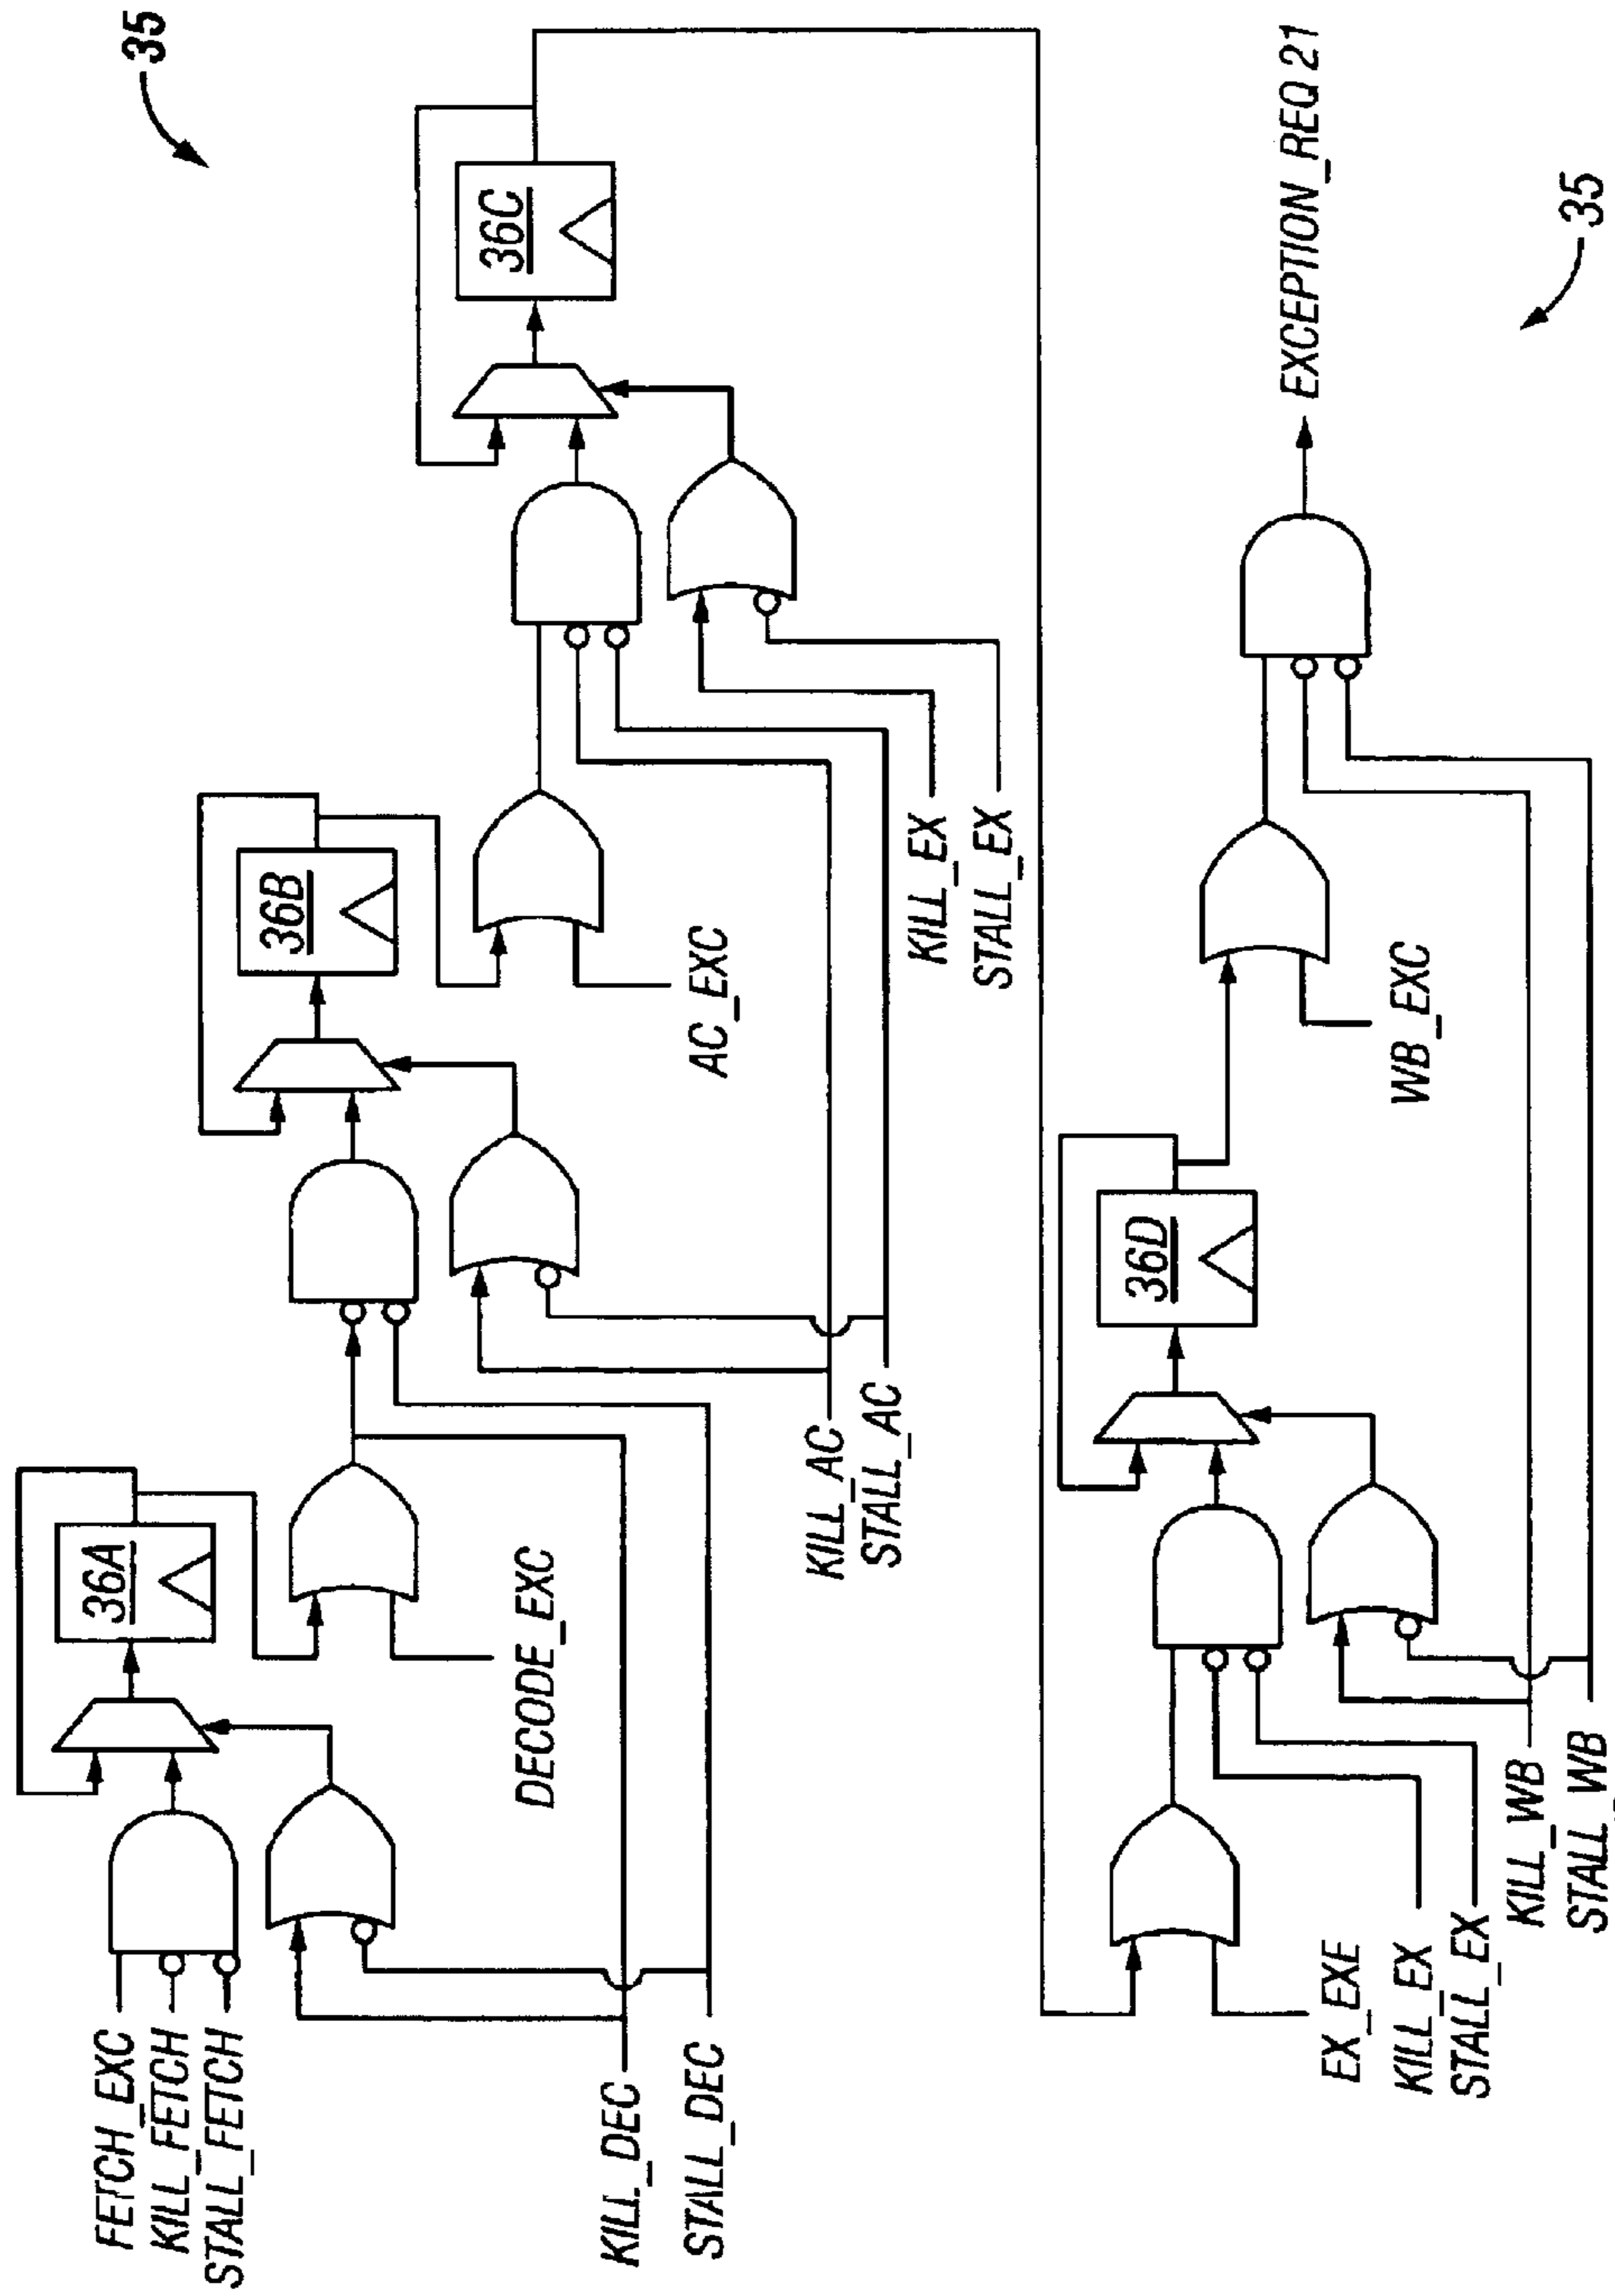 35
FETCH_EXC
KILL_FETCH
STALL_FETCH
36A
DECODE_EXC
KILL_DEC
STALL_DEC
36B
AC_EXC
KILL_AC
STALL_AC
36C
KILL_EX
STALL_EX
EX_EXE
KILL_EX
STALL_EX
36D
KILL_WB
STALL_WB
WB_EXC
EXCEPTION_REQ 21
35